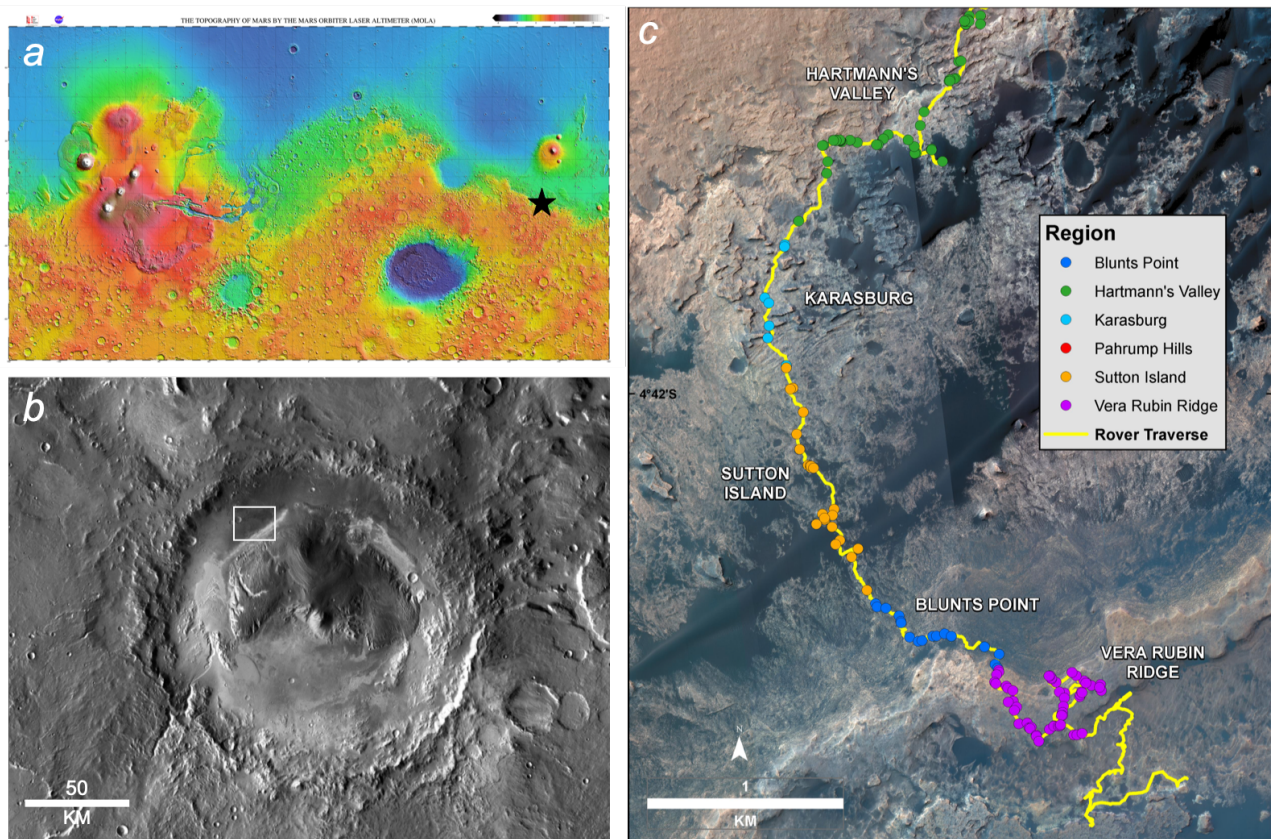 THE TOPOGRAPHY OF MARS BY THE MARS ORBITER LASER ALTIMETER (MOLA)
a
b
50
KM
c
HARTMANN'S
VALLEY
KARASBURG
4°42'S
SUTTON
ISLAND
BLUNTS POINT
VERA RUBIN
RIDGE
Region
Blunts Point
Hartmann's Valley
Karasburg
Pahrump Hills
Sutton Island
Vera Rubin Ridge
Rover Traverse
N
1
KM